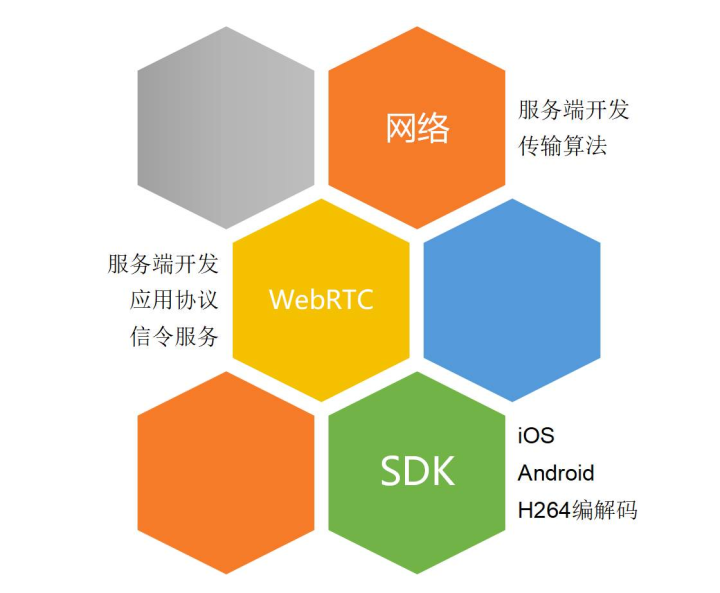 网络
服务端开发
传输算法
服务端开发
应用协议
信令服务
WebRTC
SDK
iOS
Android
H264编解码